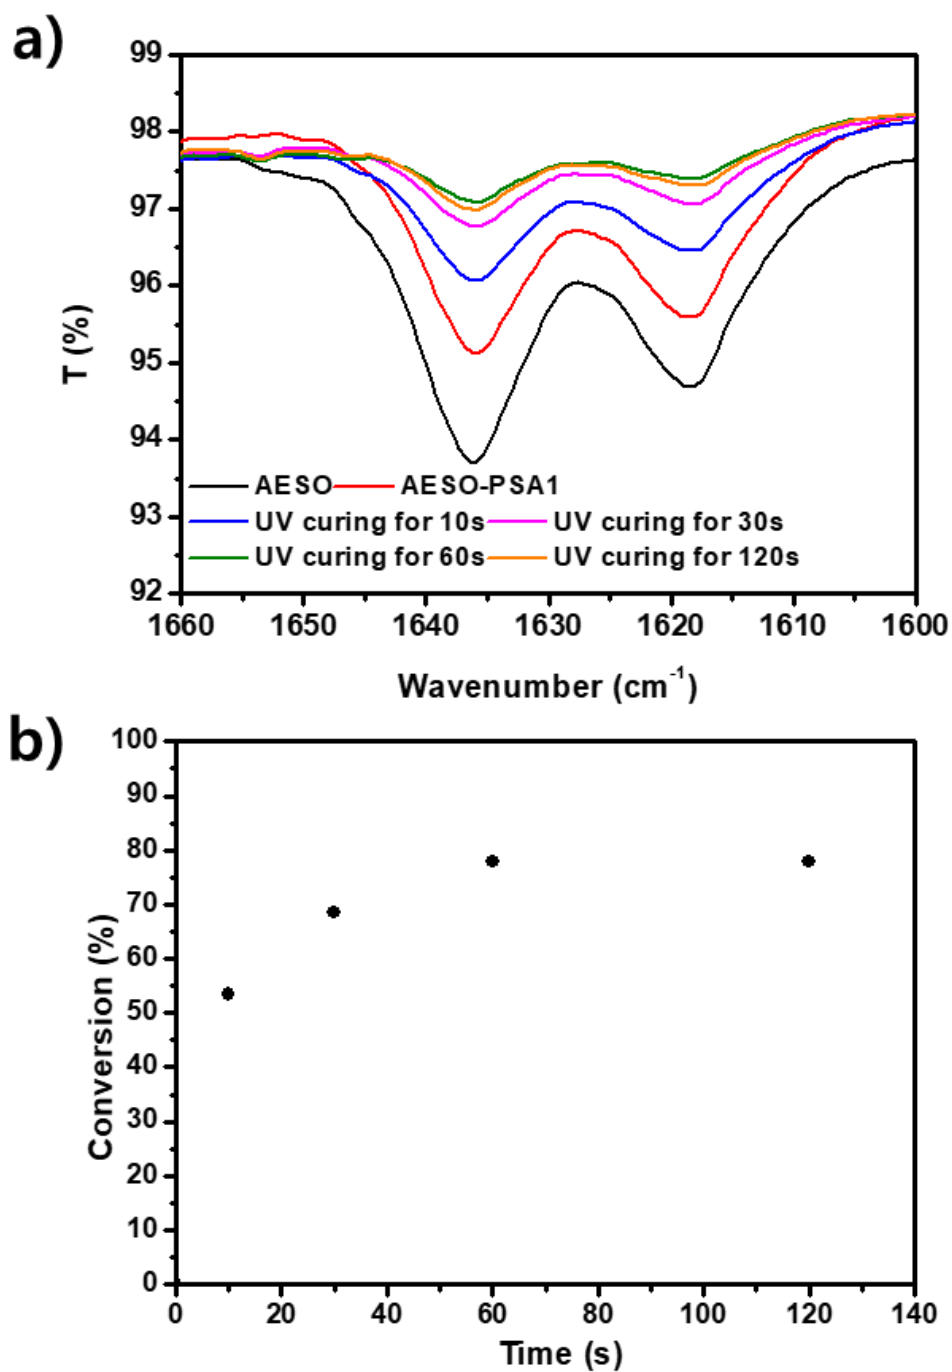 a)
99
98
97
96
95
94
93
92
T (%)
AESO AESO-PSA1
UV curing for 10s UV curing for 30s
UV curing for 60s UV curing for 120s
1660 1650 1640 1630 1620 1610 1600
Wavenumber (cm⁻¹)
b)
100
90
80
70
60
50
40
30
20
10
0
Conversion (%)
0 20 40 60 80 100 120 140
Time (s)